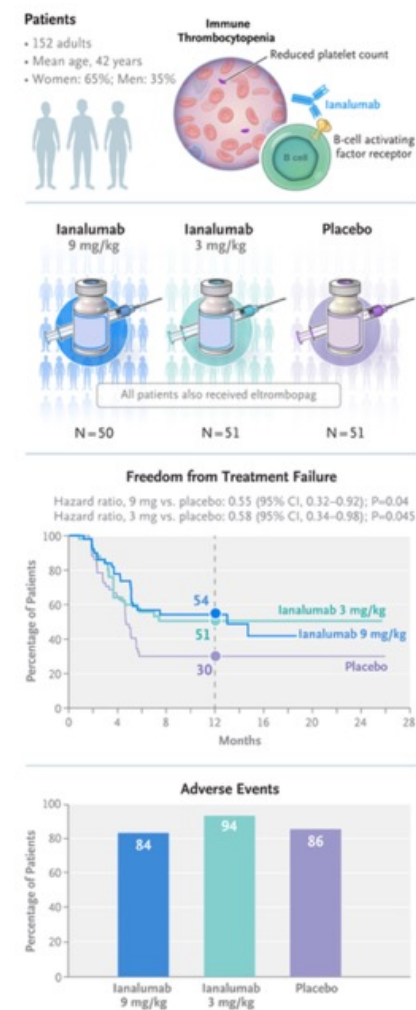 Patients
• 152 adults
• Mean age, 42 years
• Women: 65%; Men: 35%
Immune
Thrombocytopenia
Reduced platelet count
Ianalumab
B-cell activating
factor receptor
B cell
Ianalumab
9 mg/kg
Ianalumab
3 mg/kg
Placebo
All patients also received eltrombopag
N=50
N=51
N=51
Freedom from Treatment Failure
Hazard ratio, 9 mg vs. placebo: 0.55 (95% CI, 0.32–0.92); P=0.04
Hazard ratio, 3 mg vs. placebo: 0.58 (95% CI, 0.34–0.98); P=0.045
Percentage of Patients
100
80
60
40
20
0
54
51
30
Ianalumab 3 mg/kg
Ianalumab 9 mg/kg
Placebo
0
4
8
12
16
20
24
28
Months
Adverse Events
Percentage of Patients
100
80
60
40
20
0
84
94
86
Ianalumab
9 mg/kg
Ianalumab
3 mg/kg
Placebo